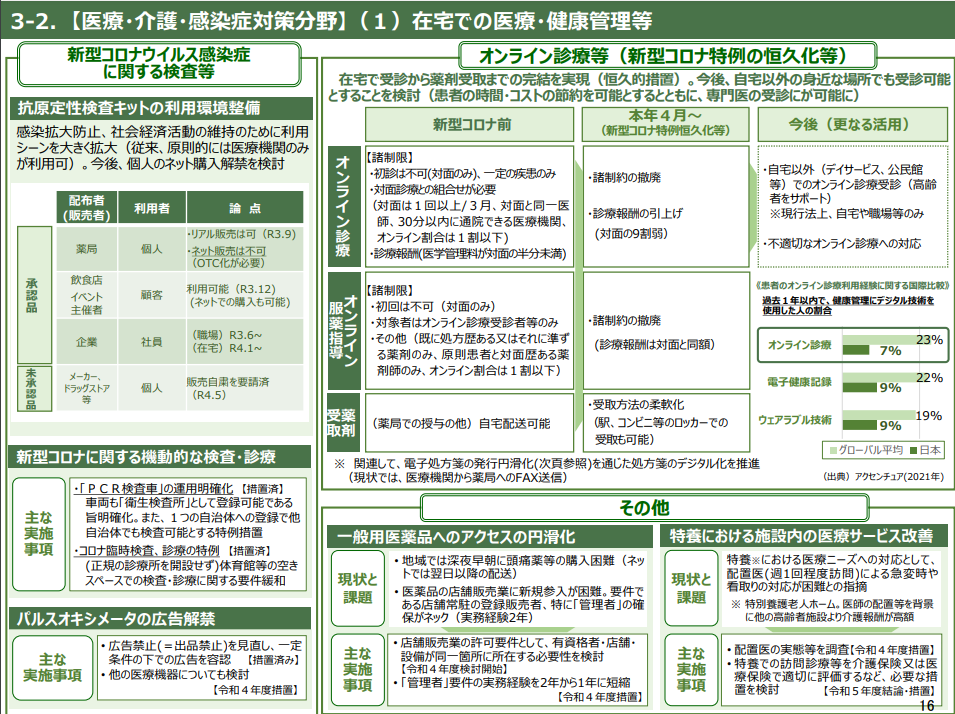 3-2.【医療・介護・感染症対策分野】（１）在宅での医療・健康管理等
新型コロナウイルス感染症
に関する検査等
抗原定性検査キットの利用環境整備
感染拡大防止、社会経済活動の維持のために利用
シーンを大きく拡大（従来、原則的には医療機関のみ
が利用可）。今後、個人のネット購入解禁を検討
配布者
(販売者)
利用者
論 点
承認品
薬局
個人
・リアル販売は可（R3.9）
・ネット販売は不可
（OTC化が必要）
飲食店
イベント
主催者
顧客
利用可能（R3.12）
（ネットでの購入も可能）
企業
社員
（職場）R3.6~
（在宅）R4.1~
未承認品
メーカー、
ドラッグストア
等
個人
販売自粛を要請済
（R4.5）
新型コロナに関する機動的な検査・診療
主な
実施
事項
・「ＰＣＲ検査車」の運用明確化 【措置済】
車両も「衛生検査所」として登録可能である
旨明確化。また、１つの自治体への登録で他
自治体でも検査可能とする特例措置
・コロナ臨時検査、診療の特例 【措置済】
(正規の診療所を開設せず)体育館等の空き
スペースでの検査・診療に関する要件緩和
パルスオキシメータの広告解禁
主な
実施事項
・広告禁止(＝出品禁止)を見直し、一定
条件の下での広告を容認 【措置済み】
・他の医療機器についても検討
【令和４年度措置】
オンライン診療等（新型コロナ特例の恒久化等）
在宅で受診から薬剤受取までの完結を実現（恒久的措置）。今後、自宅以外の身近な場所でも受診可能
とすることを検討（患者の時間・コストの節約を可能とするとともに、専門医の受診にが可能に）
新型コロナ前
本年４月～
（新型コロナ特例恒久化等）
今後（更なる活用）
オンライン診療
【諸制限】
・初診は不可(対面のみ)、一定の疾患のみ
・対面診療との組合せが必要
（対面は１回以上/３月、対面と同一医
師、30分以内に通院できる医療機関、
オンライン割合は１割以下）
・診療報酬(医学管理料が対面の半分未満)
・諸制約の撤廃
・診療報酬の引上げ
(対面の9割弱)
・自宅以外（デイサービス、公民館
等）でのオンライン診療受診（高齢
者をサポート）
※現行法上、自宅や職場等のみ
・不適切なオンライン診療への対応
オンライン
服薬指導
【諸制限】
・初回は不可（対面のみ）
・対象者はオンライン診療受診者等のみ
・その他（既に処方歴ある又はそれに準ず
る薬剤のみ、原則患者と対面歴ある薬
剤師のみ、オンライン割合は１割以下）
・諸制約の撤廃
(診療報酬は対面と同額)
薬剤
受取
（薬局での授与の他）自宅配送可能
・受取方法の柔軟化
（駅、コンビニ等のロッカーでの
受取も可能）
《患者のオンライン診療利用経験に関する国際比較》
過去１年以内で、健康管理にデジタル技術を
使用した人の割合
オンライン診療
23%
7%
電子健康記録
22%
9%
ウェアラブル技術
19%
9%
グローバル平均 日本
（出典）アクセンチュア(2021年)
※ 関連して、電子処方箋の発行円滑化(次頁参照)を通じた処方箋のデジタル化を推進
（現状では、医療機関から薬局へのFAX送信）
その他
一般用医薬品へのアクセスの円滑化
現状と
課題
・地域では深夜早朝に頭痛薬等の購入困難（ネッ
トでは翌日以降の配送）
・医薬品の店舗販売業に新規参入が困難。要件で
ある店舗常駐の登録販売者、特に「管理者」の確
保がネック（実務経験2年）
主な
実施
事項
・店舗販売業の許可要件として、有資格者・店舗・
設備が同一箇所に所在する必要性を検討
【令和４年度検討開始】
・「管理者」要件の実務経験を2年から1年に短縮
【令和４年度措置】
特養における施設内の医療サービス改善
現状と
課題
特養※における医療ニーズへの対応として、
配置医(週１回程度訪問)による急変時や
看取りの対応が困難との指摘
※ 特別養護老人ホーム。医師の配置等を背景
に他の高齢者施設より介護報酬が高額
主な
実施
事項
・配置医の実態等を調査【令和４年度措置】
・特養での訪問診療等を介護保険又は医
療保険で適切に評価するなど、必要な措
置を検討 【令和５年度結論・措置】
16